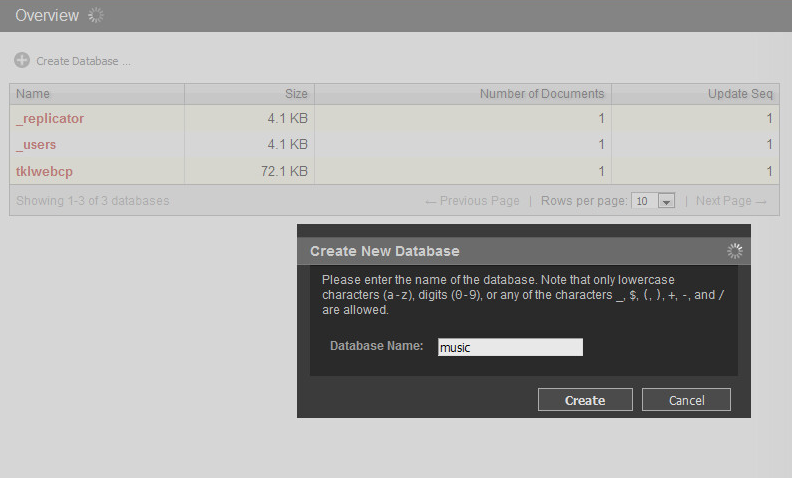 Overview
Create Database ...
Name Size Number of Documents Update Seq
_replicator 4.1 KB 1 1
_users 4.1 KB 1 1
tklwebcp 72.1 KB 1 1
Showing 1-3 of 3 databases ← Previous Page | Rows per page: 10 | Next Page →
Create New Database
Please enter the name of the database. Note that only lowercase
characters (a-z), digits (0-9), or any of the characters _, $, (, ), +, -, and /
are allowed.
Database Name: music
Create Cancel